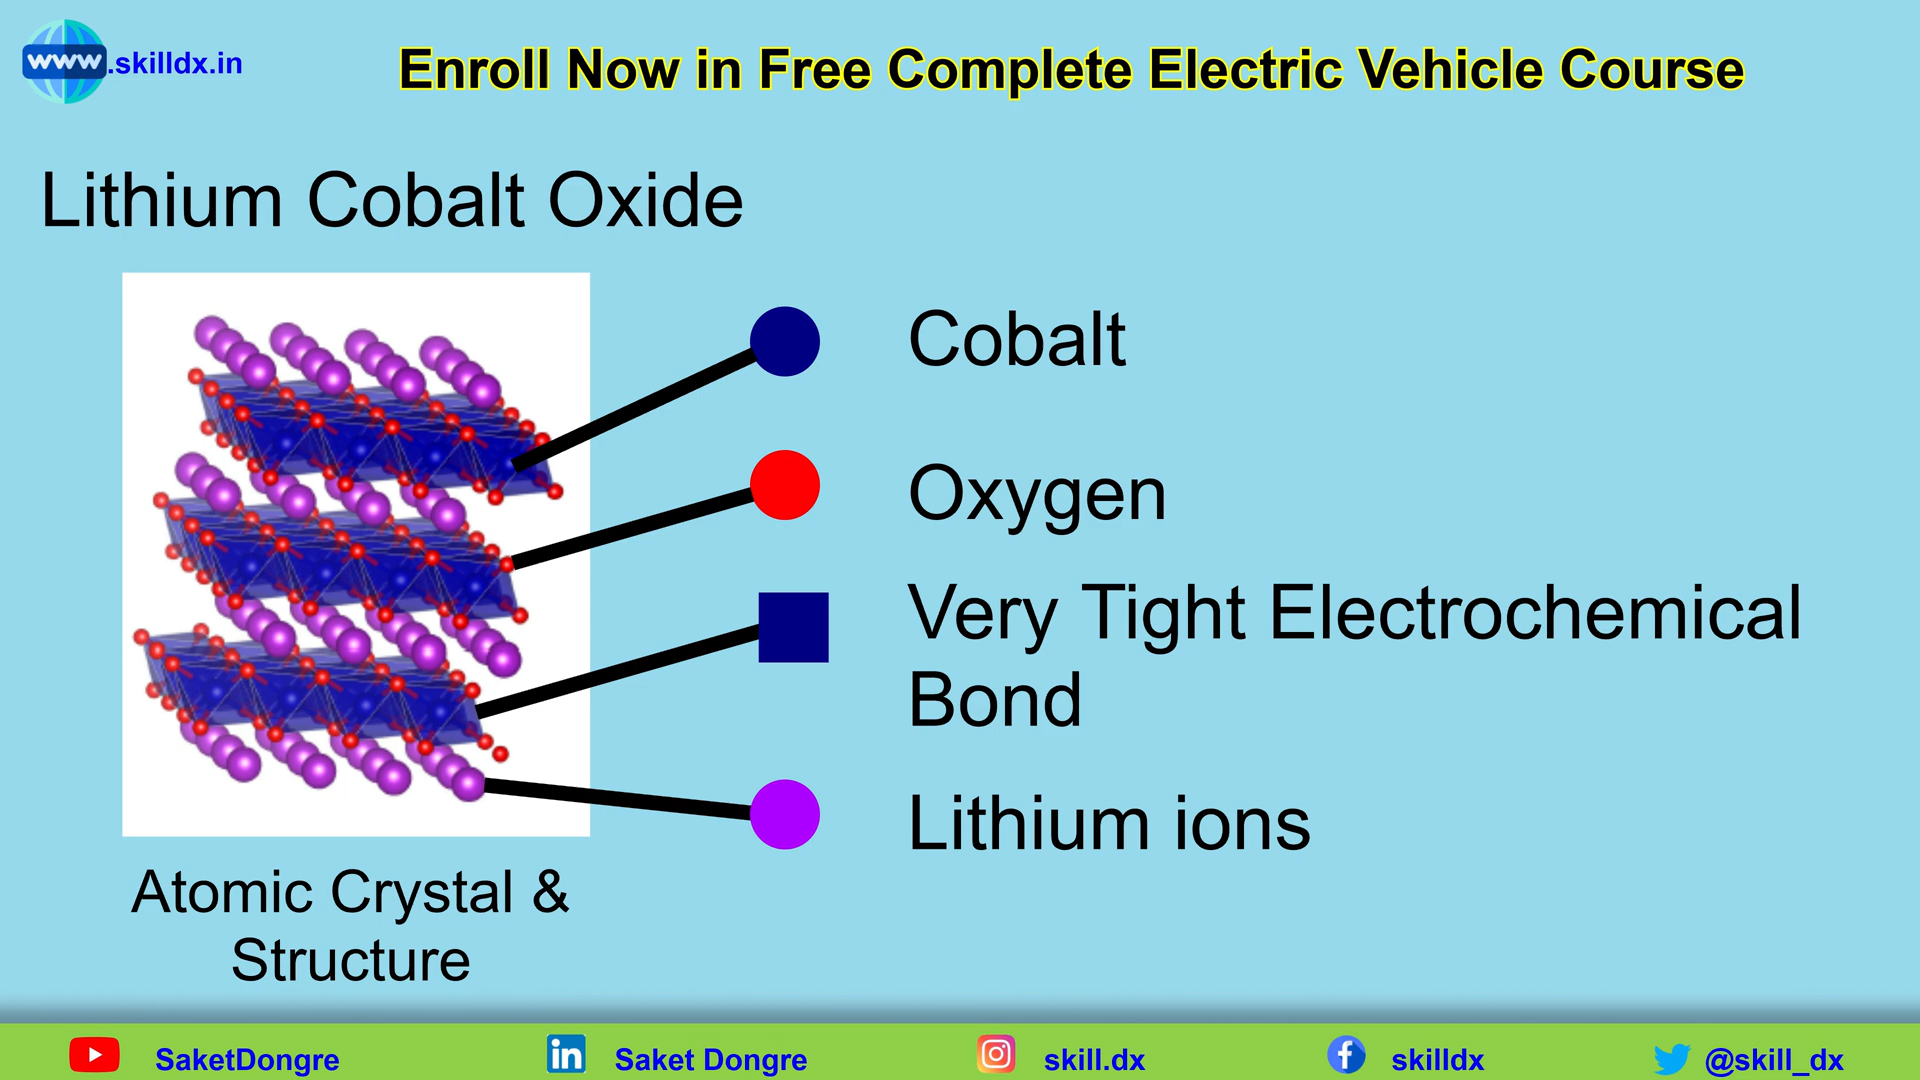 www.skilldx.in
Enroll Now in Free Complete Electric Vehicle Course
Lithium Cobalt Oxide
Cobalt
Oxygen
Very Tight Electrochemical
Bond
Lithium ions
Atomic Crystal &
Structure
SaketDongre
in Saket Dongre
skill.dx
skilldx
@skill_dx